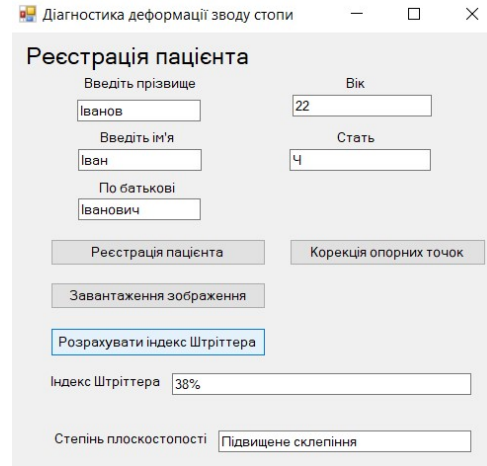 Діагностика деформації зводу стопи
Реєстрація пацієнта
Введіть прізвище
Вік
Іванов
22
Введіть ім'я
Стать
Іван
Ч
По батькові
Іванович
Реєстрація пацієнта
Корекція опорних точок
Завантаження зображення
Розрахувати індекс Штріттера
Індекс Штріттера
38%
Степінь плоскостопості
Підвищене склепіння